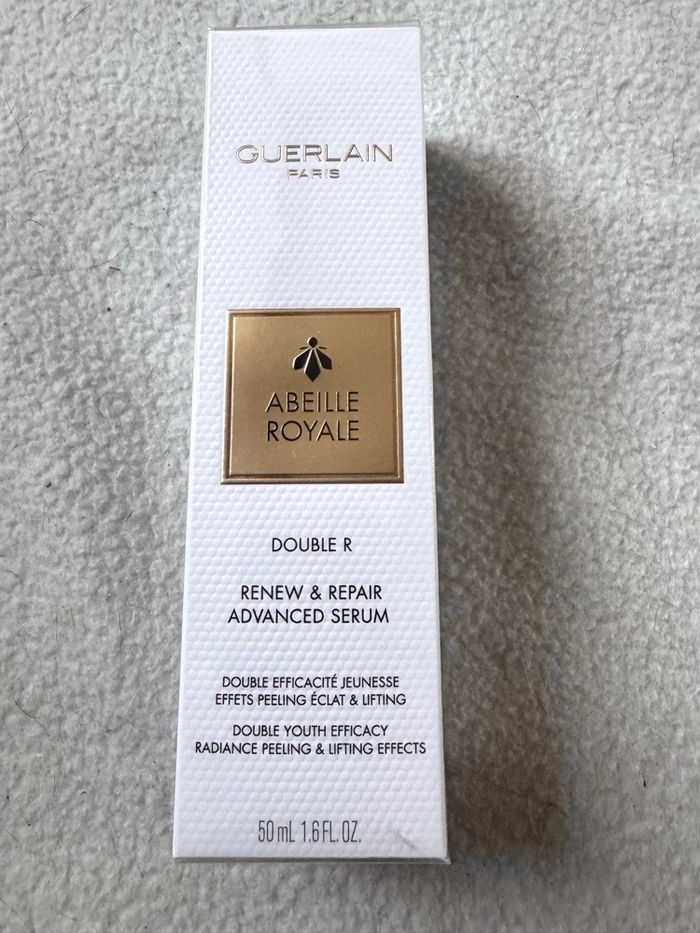 GUERLAIN
PARIS
ABEILLE
ROYALE
DOUBLE R
RENEW & REPAIR
ADVANCED SERUM
DOUBLE EFFICACITÉ JEUNESSE
EFFETS PEELING ÉCLAT & LIFTING
DOUBLE YOUTH EFFICACY
RADIANCE PEELING & LIFTING EFFECTS
50 mL 1.6 FL. OZ.